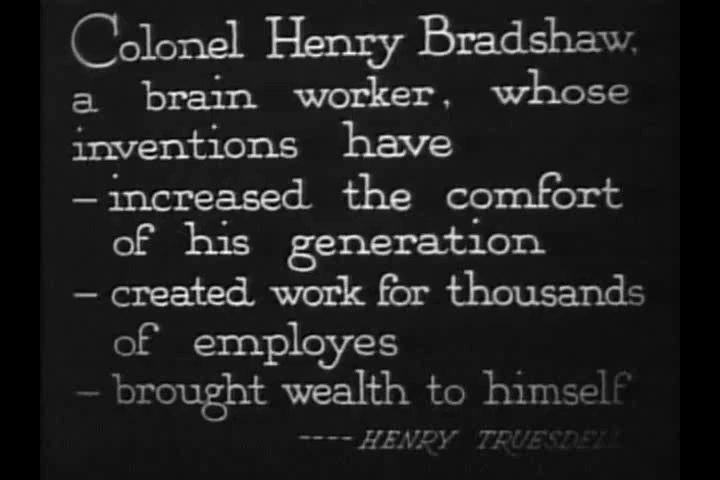 Colonel Henry Bradshaw,
a brain worker, whose
inventions have
– increased the comfort
of his generation
– created work for thousands
of employes
– brought wealth to himself
---- HENRY TRUESDELL